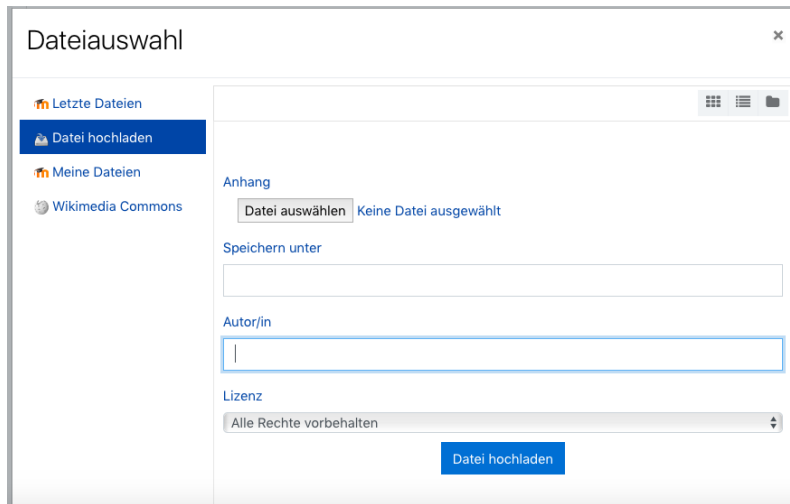 Dateiauswahl ×
Letzte Dateien
Datei hochladen
Meine Dateien
Wikimedia Commons
Anhang
Datei auswählen Keine Datei ausgewählt
Speichern unter
Autor/in
Lizenz
Alle Rechte vorbehalten
Datei hochladen